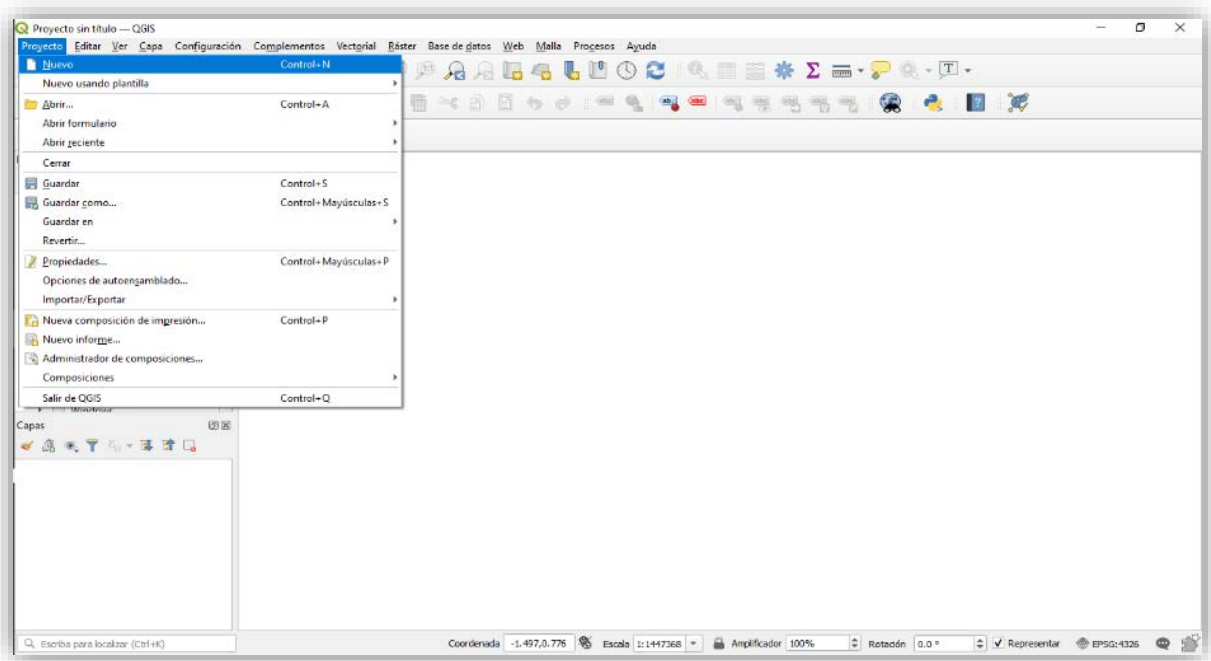 Proyecto sin título — QGIS
Proyecto Editar Ver Capa Configuración Complementos Vectorial Ráster Base de datos Web Malla Procesos Ayuda
Nuevo Control+N
Nuevo usando plantilla
Abrir... Control+A
Abrir formulario
Abrir reciente
Cerrar
Guardar Control+S
Guardar como... Control+Mayúsculas+S
Guardar en
Revertir...
Propiedades... Control+Mayúsculas+P
Opciones de autoensamblado...
Importar/Exportar
Nueva composición de impresión... Control+P
Nuevo informe...
Administrador de composiciones...
Composiciones
Salir de QGIS Control+Q
Capas
Escriba para localizar (Ctrl+K)
Coordenada -1.497,0.776 Escala 1:1447368 Amplificador 100% Rotación 0.0 ° Representar EPSG:4326